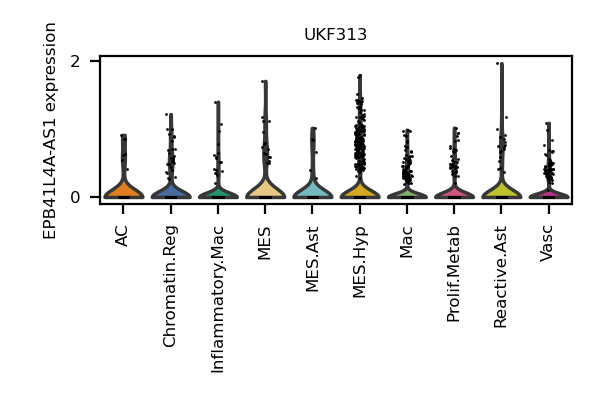 UKF313
EPB41L4A-AS1 expression
2
0
AC
Chromatin.Reg
Inflammatory.Mac
MES
MES.Ast
MES.Hyp
Mac
Prolif.Metab
Reactive.Ast
Vasc